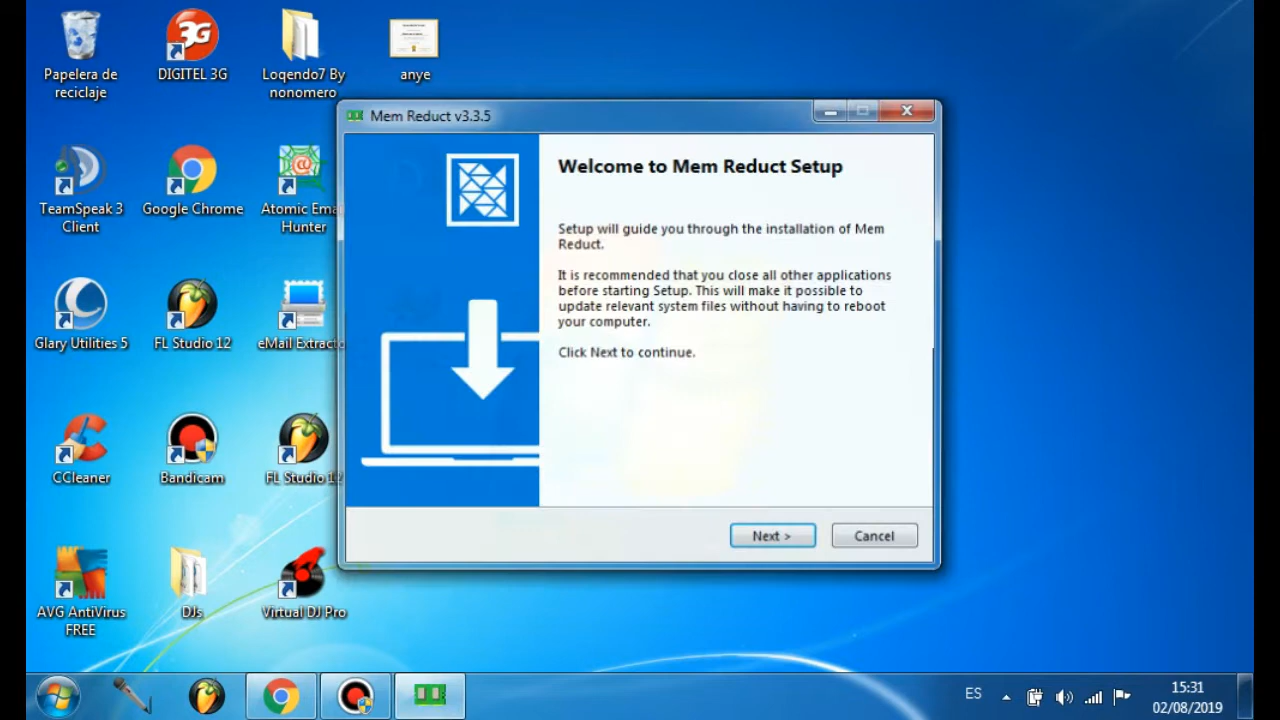 Papelera de
reciclaje
DIGITEL 3G
Loqendo7 By
nonomero
anye
TeamSpeak 3
Client
Google Chrome
Atomic Ema
Hunter
Glary Utilities 5
FL Studio 12
eMail Extracto
CCleaner
Bandicam
FL Studio 12
AVG AntiVirus
FREE
DJs
Virtual DJ Pro
Mem Reduct v3.3.5
Welcome to Mem Reduct Setup
Setup will guide you through the installation of Mem
Reduct.
It is recommended that you close all other applications
before starting Setup. This will make it possible to
update relevant system files without having to reboot
your computer.
Click Next to continue.
Next >
Cancel
ES
15:31
02/08/2019